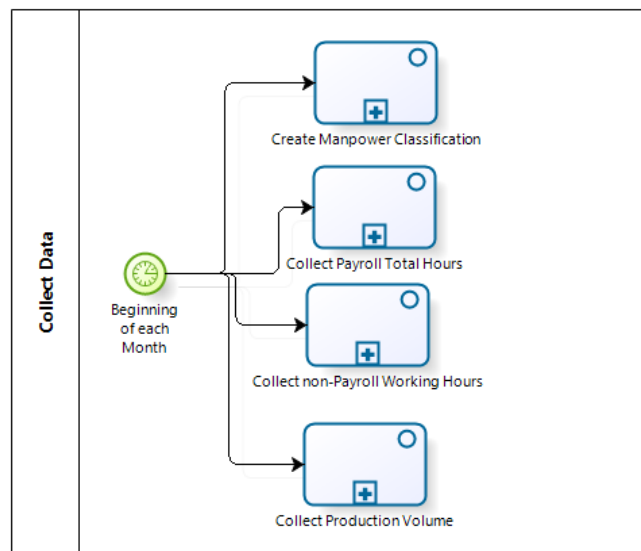 Collect Data
Beginning
of each
Month
Create Manpower Classification
Collect Payroll Total Hours
Collect non-Payroll Working Hours
Collect Production Volume